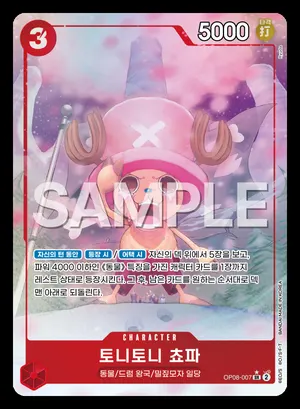 3
5000
타격
打
SAMPLE
자신의 턴 동안 등장 시 / 어택 시 자신의 덱 위에서 5장을 보고,
파워 4000 이하인 《동물》 특징을 가진 캐릭터 카드를 1장까지
레스트 상태로 등장시킨다. 그 후, 남은 카드를 원하는 순서대로 덱
맨 아래로 되돌린다.
CHARACTER
토니토니 쵸파
동물/드럼 왕국/밀짚모자 일당
OP08-007 SR 2